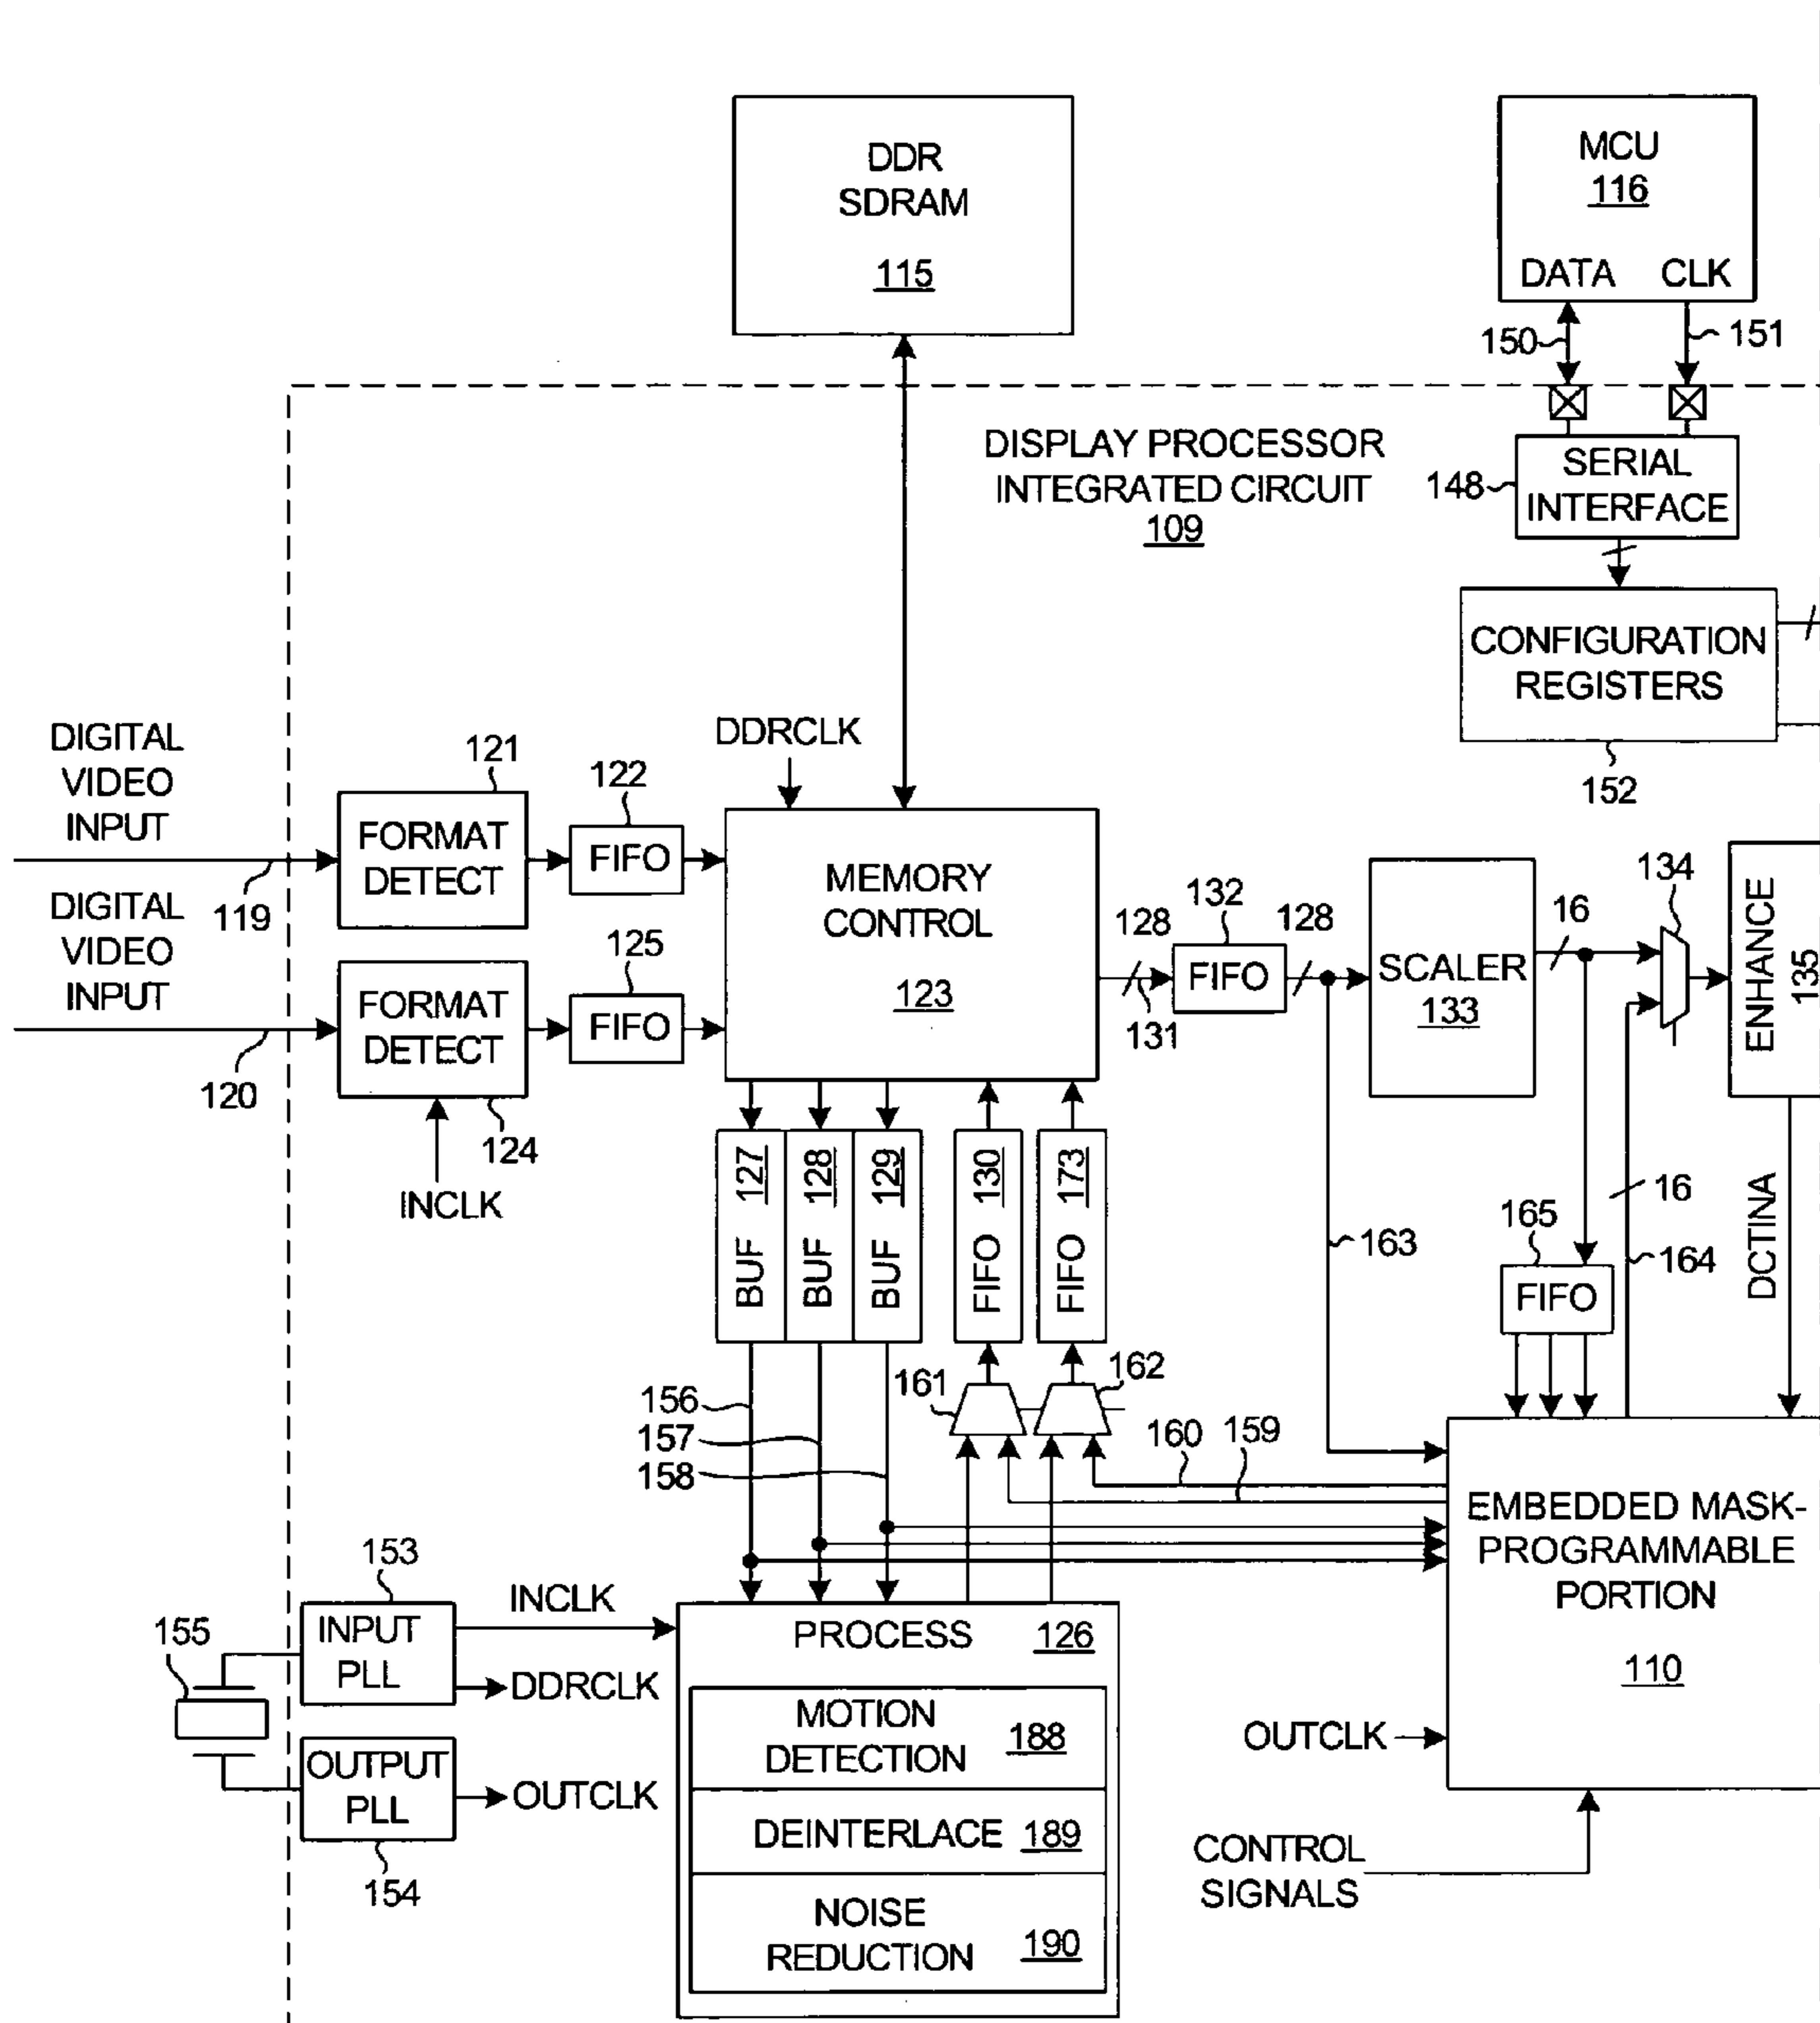 DDR
SDRAM
115
MCU
116
DATA CLK
150
151
DISPLAY PROCESSOR
INTEGRATED CIRCUIT
109
148
SERIAL
INTERFACE
CONFIGURATION
REGISTERS
152
DIGITAL
VIDEO
INPUT
119
121
FORMAT
DETECT
122
FIFO
DDRCLK
DIGITAL
VIDEO
INPUT
120
FORMAT
DETECT
124
INCLK
125
FIFO
MEMORY
CONTROL
123
128
131
132
FIFO
128
SCALER
133
16
134
ENHANCE
135
BUF 127
BUF 128
BUF 129
FIFO 130
FIFO 173
163
165
FIFO
16
164
DCTINA
161
162
156
157
158
160
159
EMBEDDED MASK-
PROGRAMMABLE
PORTION
110
OUTCLK
CONTROL
SIGNALS
153
INPUT
PLL
INCLK
DDRCLK
155
OUTPUT
PLL
OUTCLK
154
PROCESS 126
MOTION
DETECTION 188
DEINTERLACE 189
NOISE
REDUCTION 190